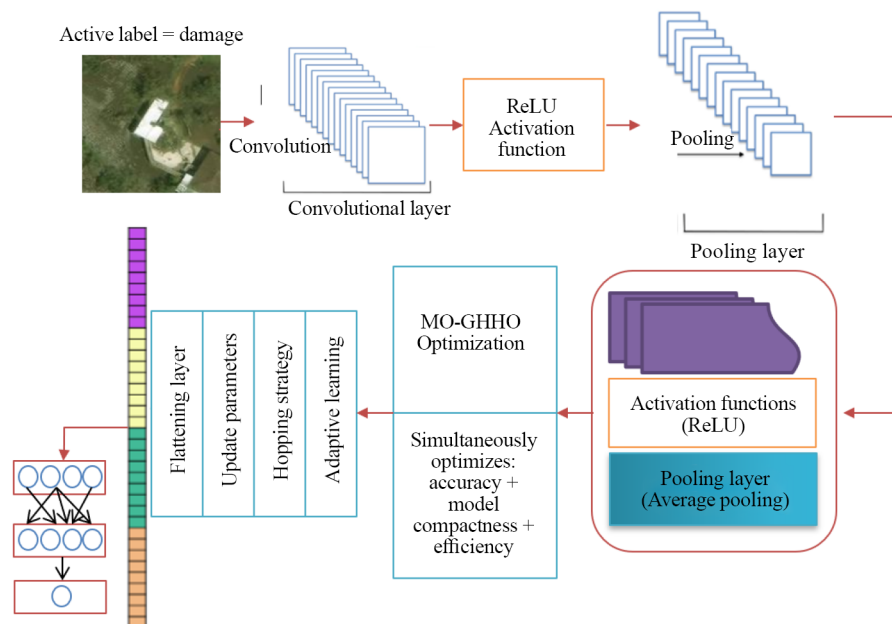 Active label = damage
Convolution
Convolutional layer
ReLU
Activation
function
Pooling
Pooling layer
Activation functions
(ReLU)
Pooling layer
(Average pooling)
MO-GHHO
Optimization
Simultaneously
optimizes:
accuracy +
model
compactness +
efficiency
Adaptive learning
Hopping strategy
Update parameters
Flattening layer